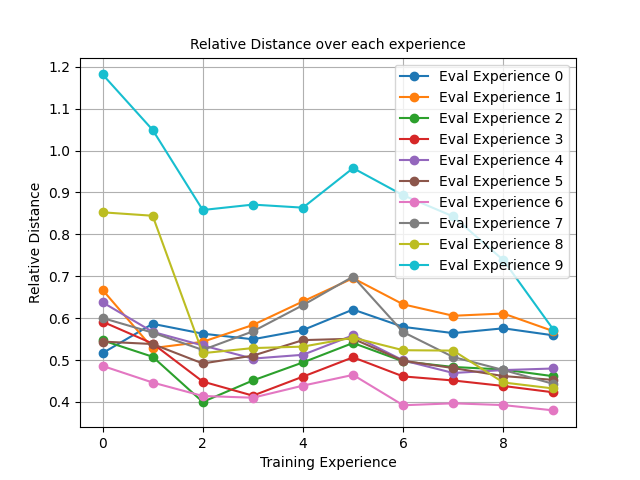 Relative Distance over each experience
1.2
1.1
1.0
0.9
0.8
0.7
0.6
0.5
0.4
Relative Distance
Eval Experience 0
Eval Experience 1
Eval Experience 2
Eval Experience 3
Eval Experience 4
Eval Experience 5
Eval Experience 6
Eval Experience 7
Eval Experience 8
Eval Experience 9
0 2 4 6 8
Training Experience